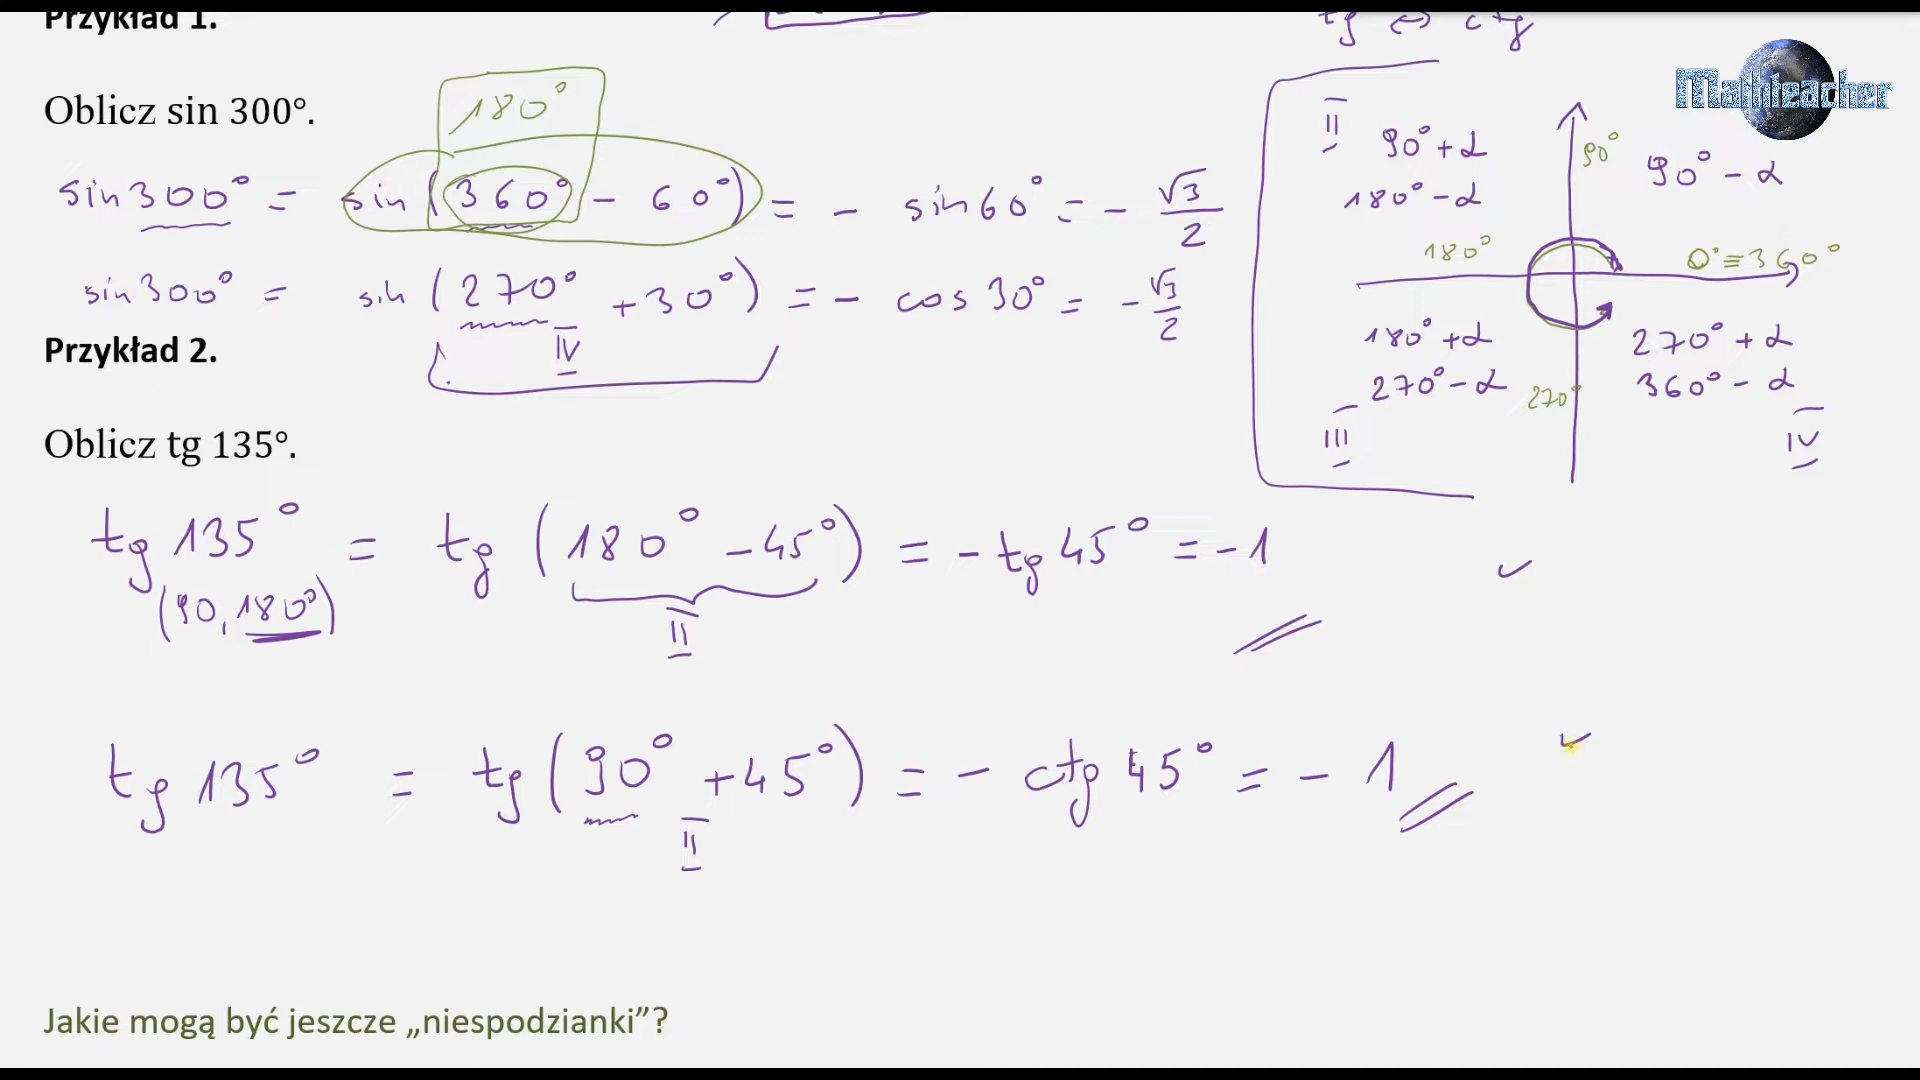 Przykład 1.
tg ⇔ ctg
Mathteacher
Oblicz sin 300°.
180°
sin 300° = sin (360° - 60°) = - sin 60° = - √3/2
sin 300° = sin (270° + 30°) = - cos 30° = - √3/2
IV
II
90° + α
180° - α
90°
90° - α
180°
0° ≡ 360°
180° + α
270° - α
III
270°
270° + α
360° - α
IV
Przykład 2.
Oblicz tg 135°.
tg 135° = tg (180° - 45°) = - tg 45° = - 1
(90, 180°)
II
tg 135° = tg (90° + 45°) = - ctg 45° = - 1
II
Jakie mogą być jeszcze „niespodzianki”?